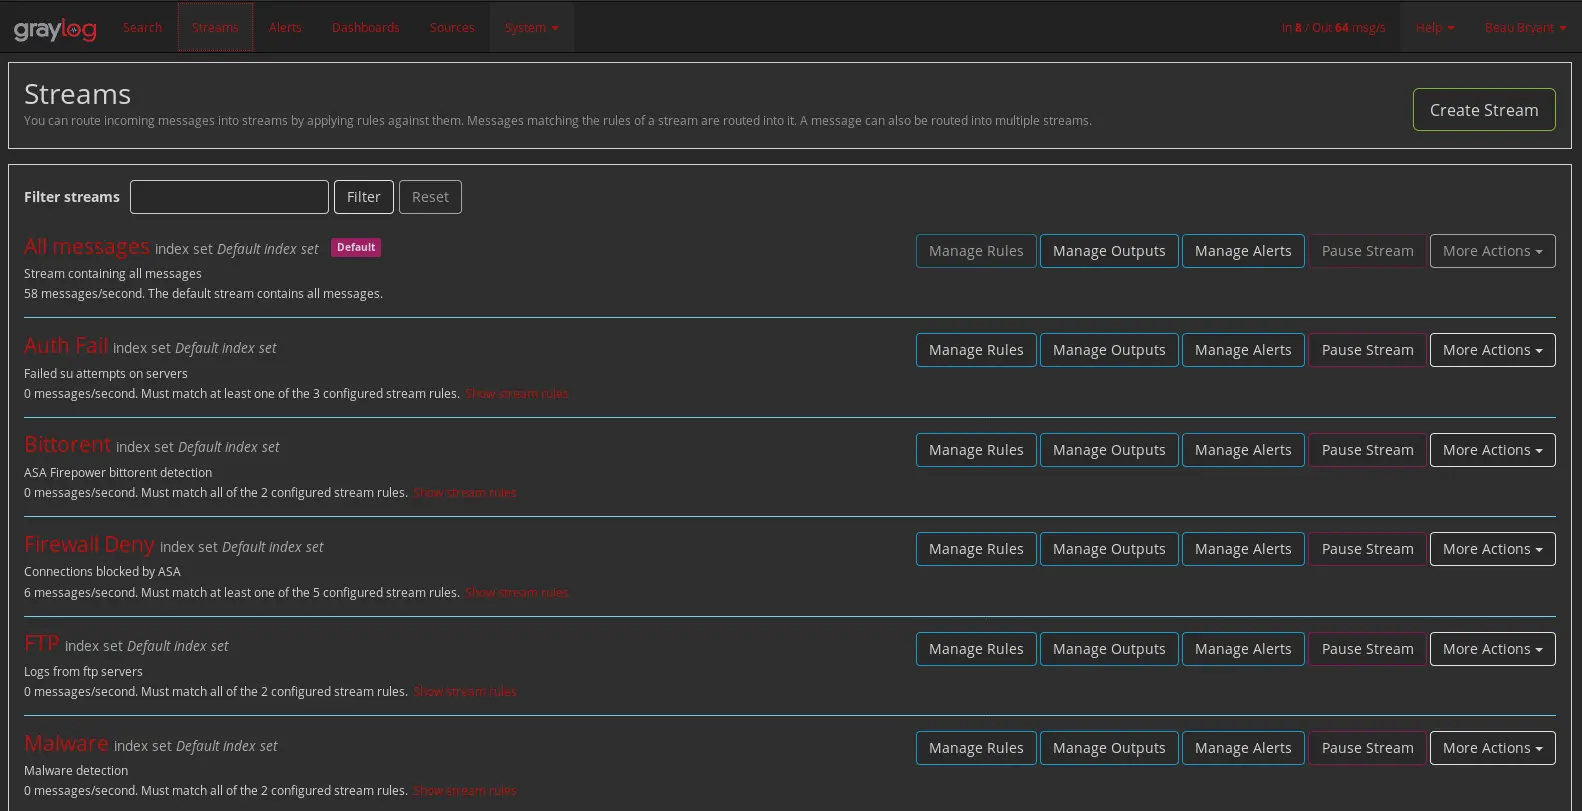 graylog Search Streams Alerts Dashboards Sources System In 8 / Out 64 msg/s Help Beau Bryant
Streams
You can route incoming messages into streams by applying rules against them. Messages matching the rules of a stream are routed into it. A message can also be routed into multiple streams.
Create Stream
Filter streams Filter Reset
All messages index set Default index set Default Manage Rules Manage Outputs Manage Alerts Pause Stream More Actions
Stream containing all messages
58 messages/second. The default stream contains all messages.
Auth Fail index set Default index set Manage Rules Manage Outputs Manage Alerts Pause Stream More Actions
Failed su attempts on servers
0 messages/second. Must match at least one of the 3 configured stream rules. Show stream rules
Bittorent index set Default index set Manage Rules Manage Outputs Manage Alerts Pause Stream More Actions
ASA Firepower bittorent detection
0 messages/second. Must match all of the 2 configured stream rules. Show stream rules
Firewall Deny index set Default index set Manage Rules Manage Outputs Manage Alerts Pause Stream More Actions
Connections blocked by ASA
6 messages/second. Must match at least one of the 5 configured stream rules. Show stream rules
FTP index set Default index set Manage Rules Manage Outputs Manage Alerts Pause Stream More Actions
Logs from ftp servers
0 messages/second. Must match all of the 2 configured stream rules. Show stream rules
Malware index set Default index set Manage Rules Manage Outputs Manage Alerts Pause Stream More Actions
Malware detection
0 messages/second. Must match all of the 2 configured stream rules. Show stream rules